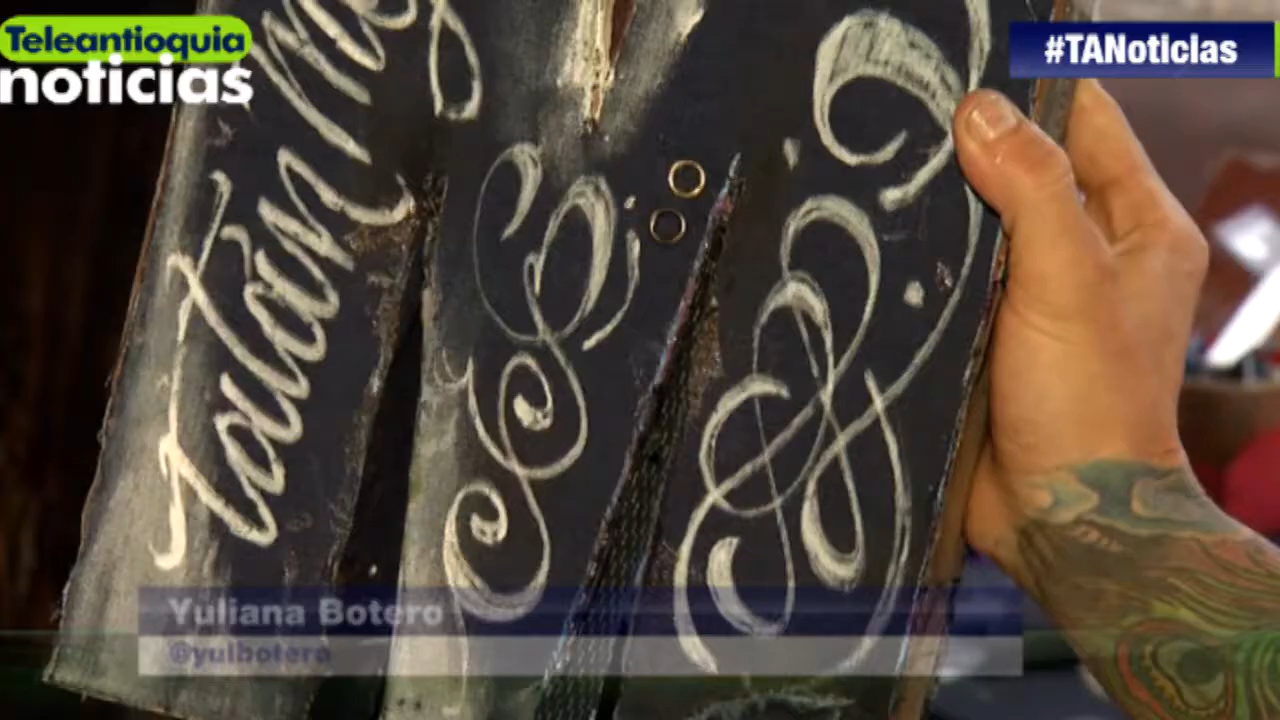 Teleantioquia
noticias
#TANoticias
Yuliana Botero
@yulbotero